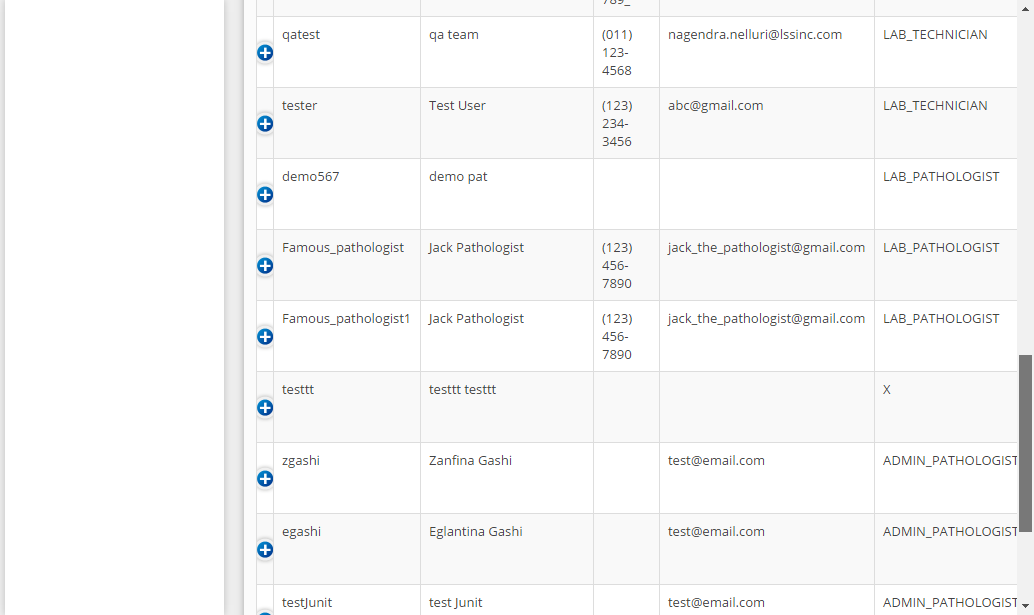 789_
qatest qa team (011) nagendra.nelluri@lssinc.com LAB_TECHNICIAN
123-
4568
tester Test User (123) abc@gmail.com LAB_TECHNICIAN
234-
3456
demo567 demo pat LAB_PATHOLOGIST
Famous_pathologist Jack Pathologist (123) jack_the_pathologist@gmail.com LAB_PATHOLOGIST
456-
7890
Famous_pathologist1 Jack Pathologist (123) jack_the_pathologist@gmail.com LAB_PATHOLOGIST
456-
7890
testtt testtt testtt X
zgashi Zanfina Gashi test@email.com ADMIN_PATHOLOGIST
egashi Eglantina Gashi test@email.com ADMIN_PATHOLOGIST
testJunit test Junit test@email.com ADMIN_PATHOLOGIST